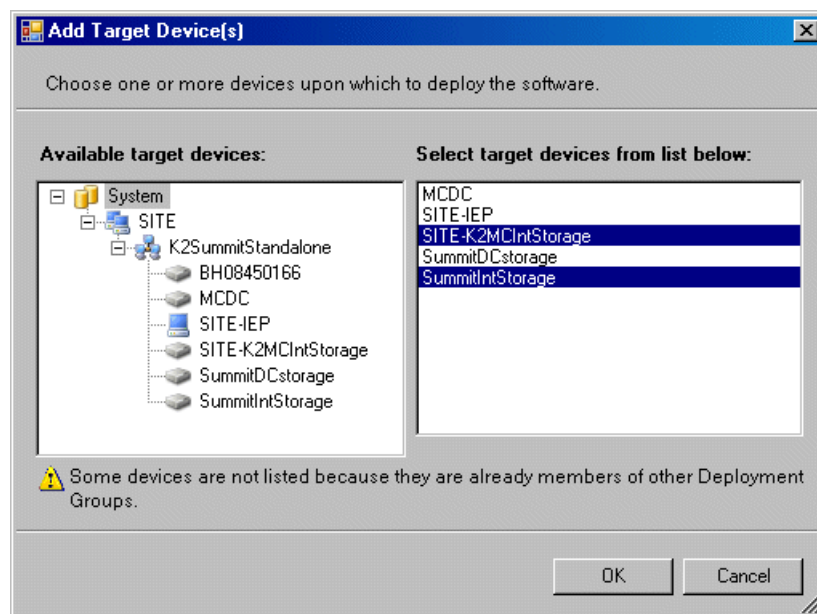 Add Target Device(s)
Choose one or more devices upon which to deploy the software.
Available target devices:
Select target devices from list below:
System
SITE
K2SummitStandalone
BH08450166
MCDC
SITE-IEP
SITE-K2MCIntStorage
SummitDCstorage
SummitIntStorage
MCDC
SITE-IEP
SITE-K2MCIntStorage
SummitDCstorage
SummitIntStorage
Some devices are not listed because they are already members of other Deployment
Groups.
OK
Cancel